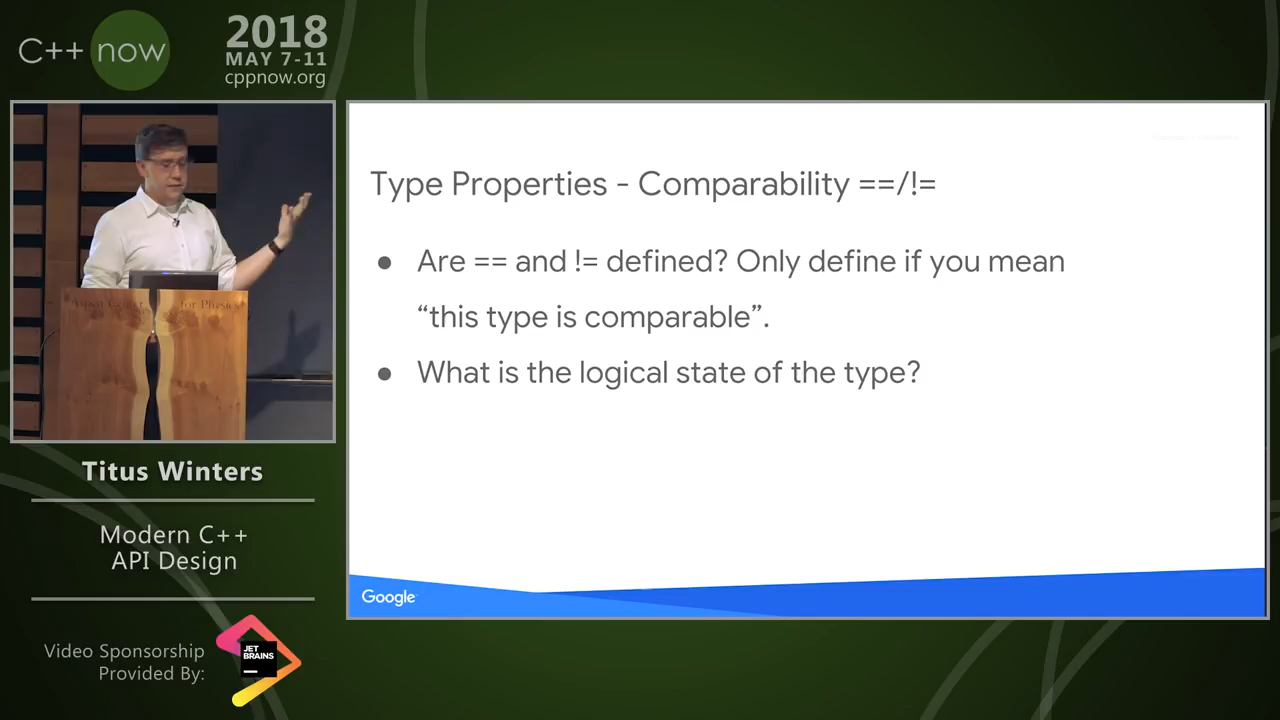 C++ now
2018
MAY 7-11
cppnow.org
Type Properties - Comparability ==/!=
● Are == and != defined? Only define if you mean
“this type is comparable”.
● What is the logical state of the type?
for Physics
Titus Winters
Modern C++
API Design
Google
Video Sponsorship
Provided By:
JET
BRAINS